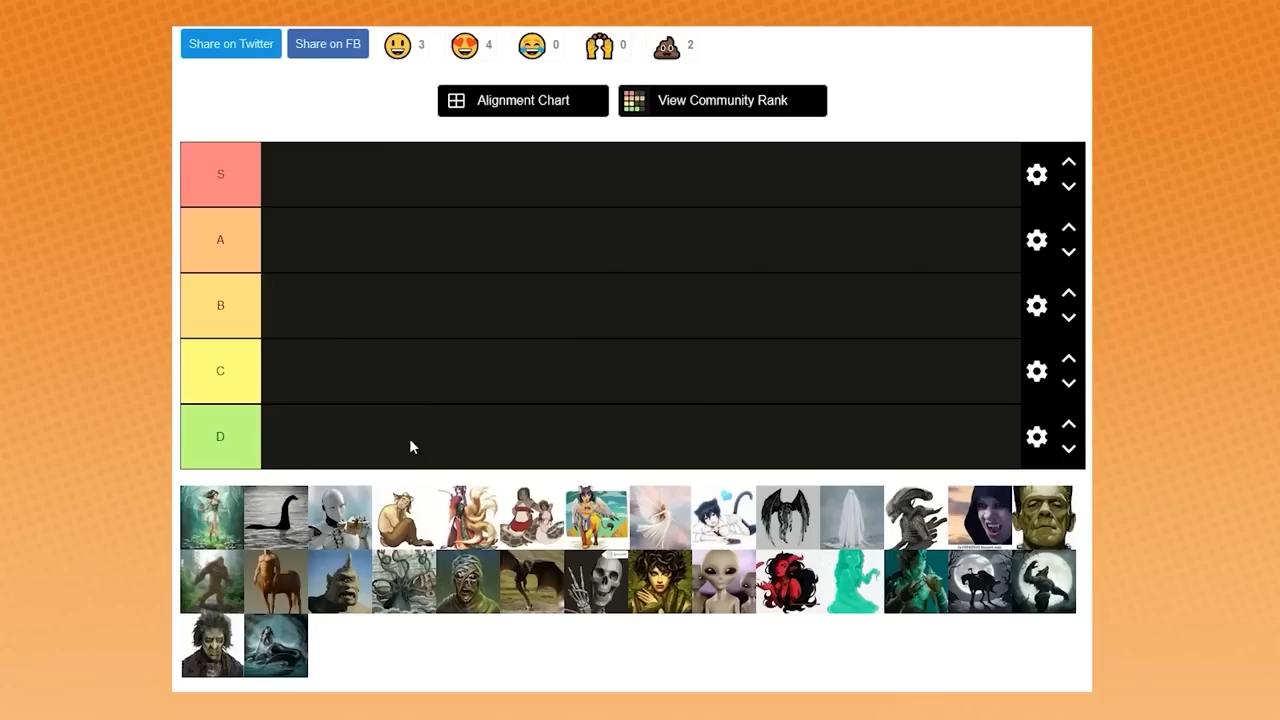 Share on Twitter
Share on FB
3
4
0
0
2
Alignment Chart
View Community Rank
S
A
B
C
D